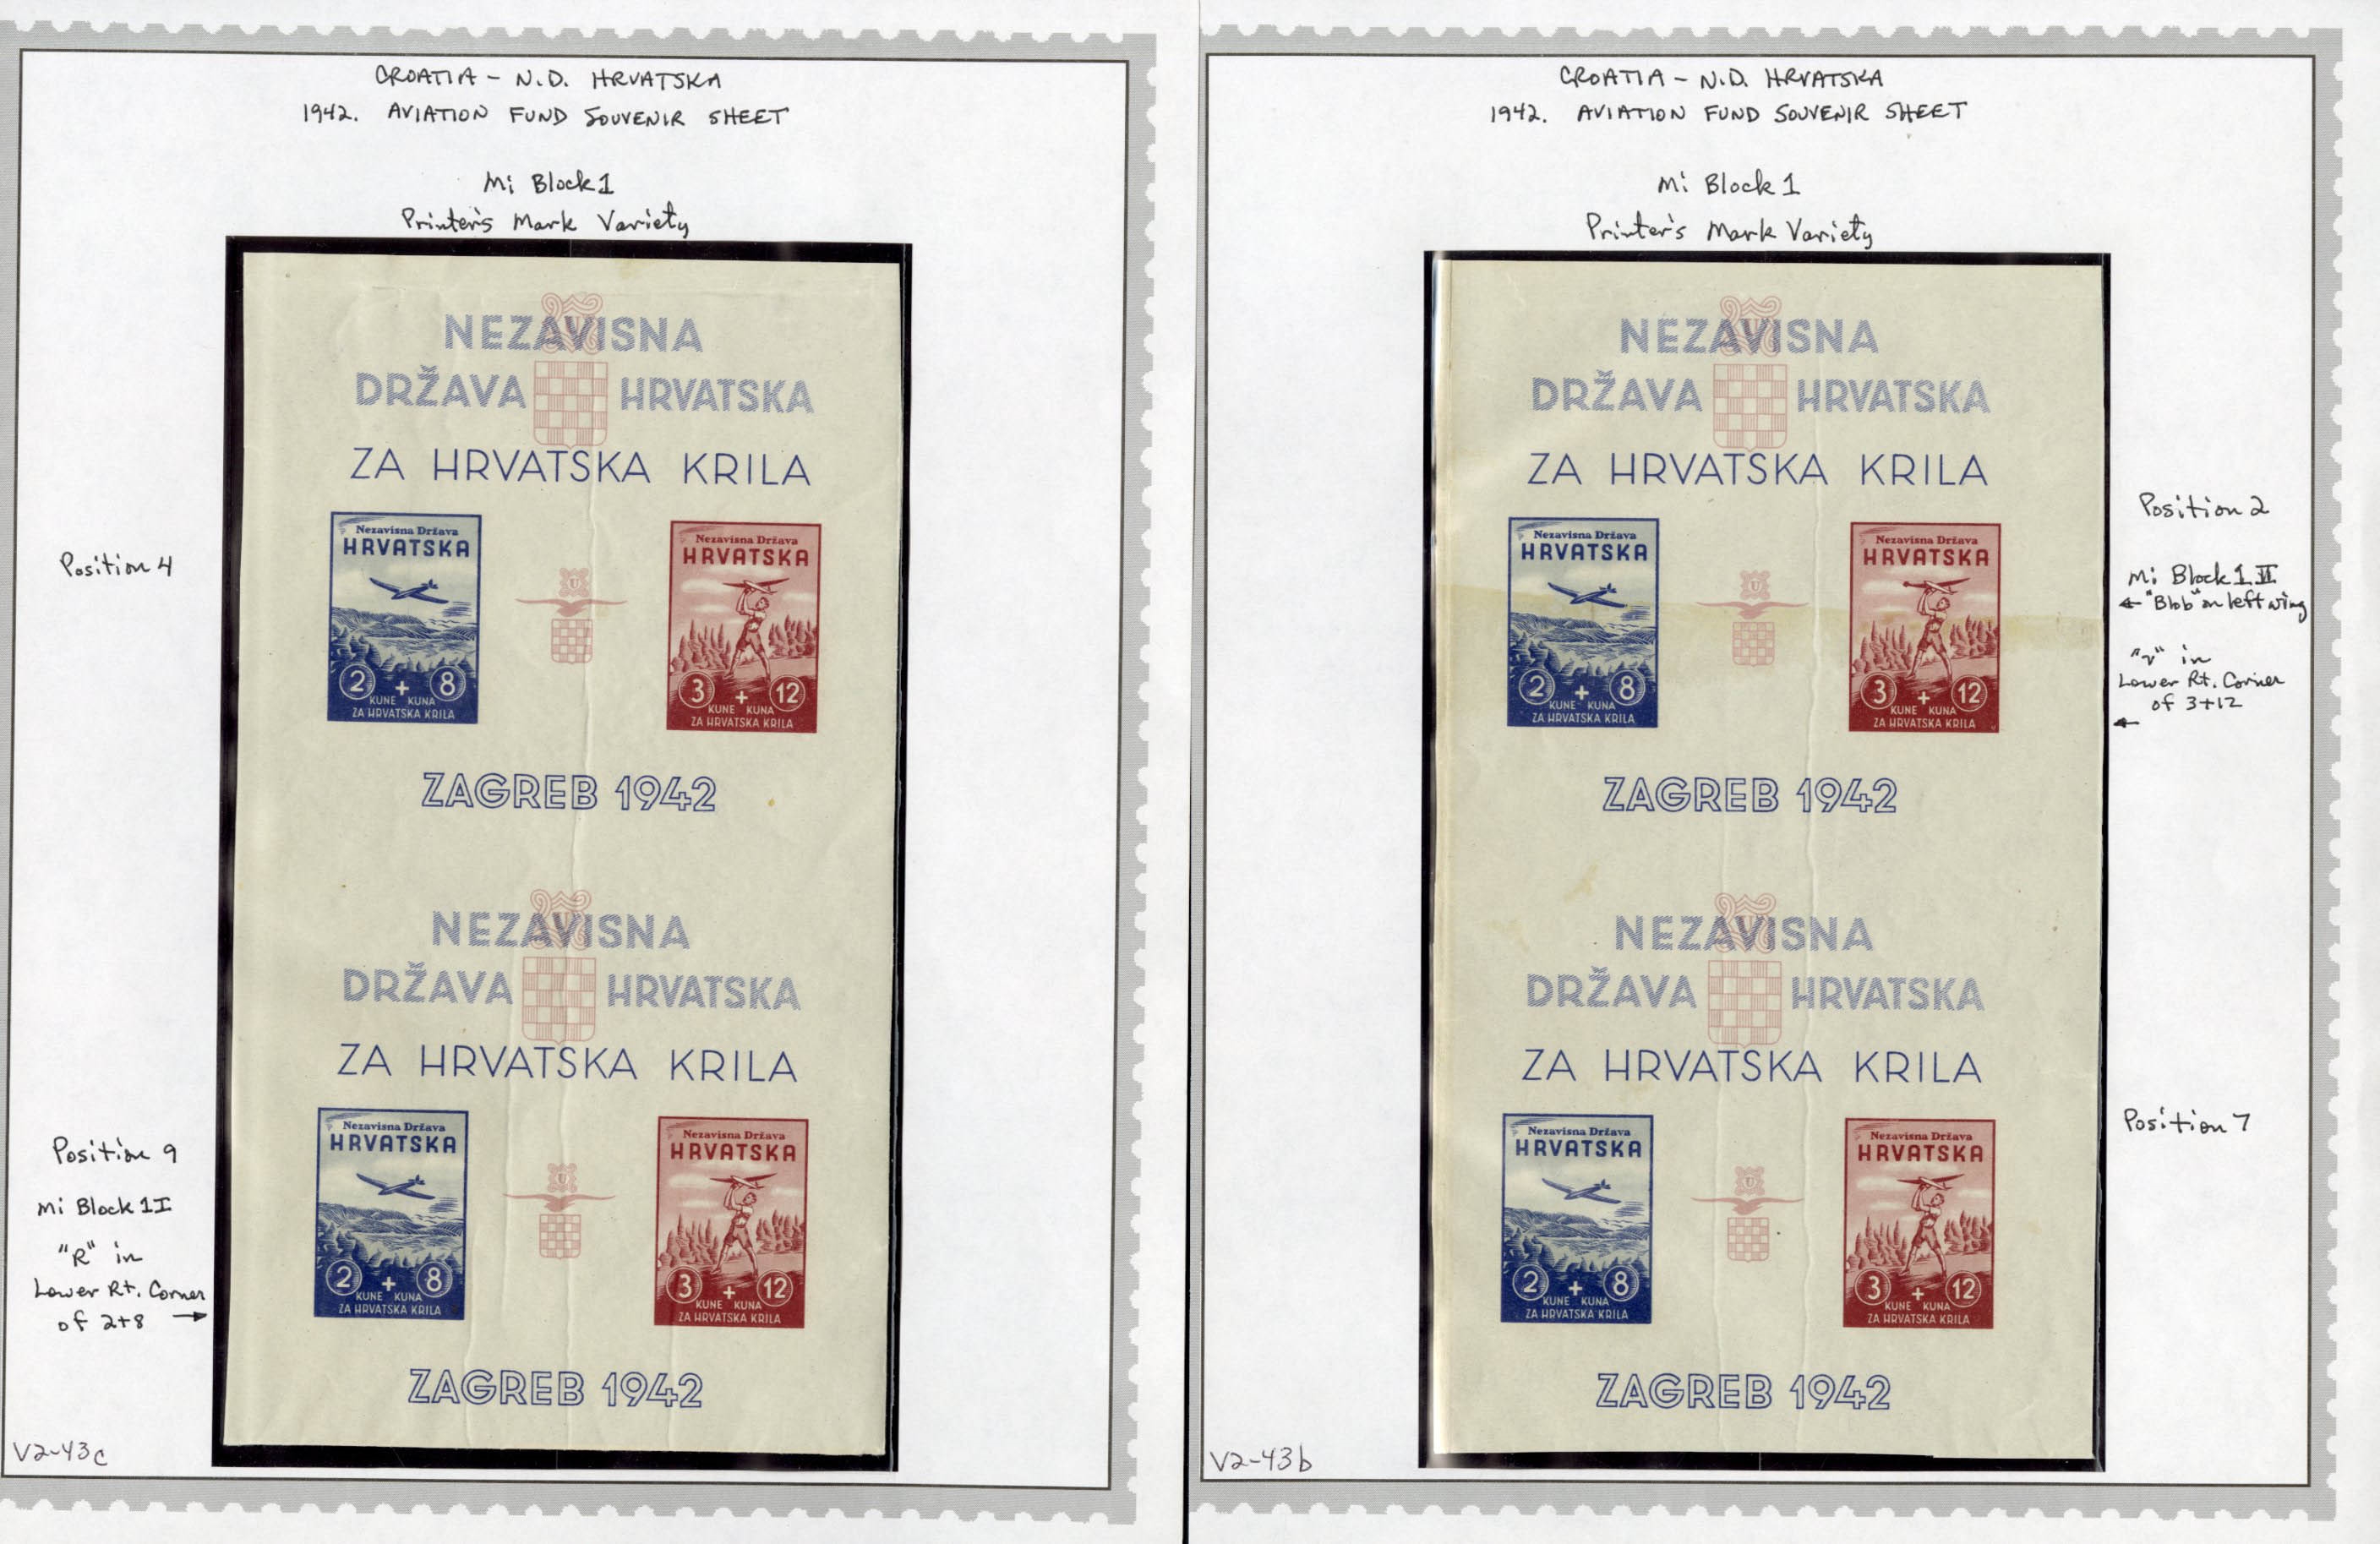 CROATIA - N.D. HRVATSKA
1942. AVIATION FUND SOUVENIR SHEET
Mi Block 1
Printer's Mark Variety
NEZAVISNA
DRŽAVA HRVATSKA
ZA HRVATSKA KRILA
Position 4
Nezavisna Država
HRVATSKA
2 + 8
KUNE KUNA
ZA HRVATSKA KRILA
U
Nezavisna Država
HRVATSKA
3 + 12
KUNE KUNA
ZA HRVATSKA KRILA
ZAGREB 1942
NEZAVISNA
DRŽAVA HRVATSKA
ZA HRVATSKA KRILA
Position 9
Mi Block 1 I
"R" in
Lower Rt. Corner
of 2+8 →
Nezavisna Država
HRVATSKA
2 + 8
KUNE KUNA
ZA HRVATSKA KRILA
U
Nezavisna Država
HRVATSKA
3 + 12
KUNE KUNA
ZA HRVATSKA KRILA
ZAGREB 1942
V2-43c
CROATIA - N.D. HRVATSKA
1942. AVIATION FUND SOUVENIR SHEET
Mi Block 1
Printer's Mark Variety
NEZAVISNA
DRŽAVA HRVATSKA
ZA HRVATSKA KRILA
Nezavisna Država
HRVATSKA
2 + 8
KUNE KUNA
ZA HRVATSKA KRILA
U
Nezavisna Država
HRVATSKA
3 + 12
KUNE KUNA
ZA HRVATSKA KRILA
Position 2
Mi Block 1 II
← "Blob" on left wing
in
Lower Rt. Corner
of 3+12
←
ZAGREB 1942
NEZAVISNA
DRŽAVA HRVATSKA
ZA HRVATSKA KRILA
Nezavisna Država
HRVATSKA
2 + 8
KUNE KUNA
ZA HRVATSKA KRILA
U
Nezavisna Država
HRVATSKA
3 + 12
KUNE KUNA
ZA HRVATSKA KRILA
Position 7
ZAGREB 1942
V2-43b